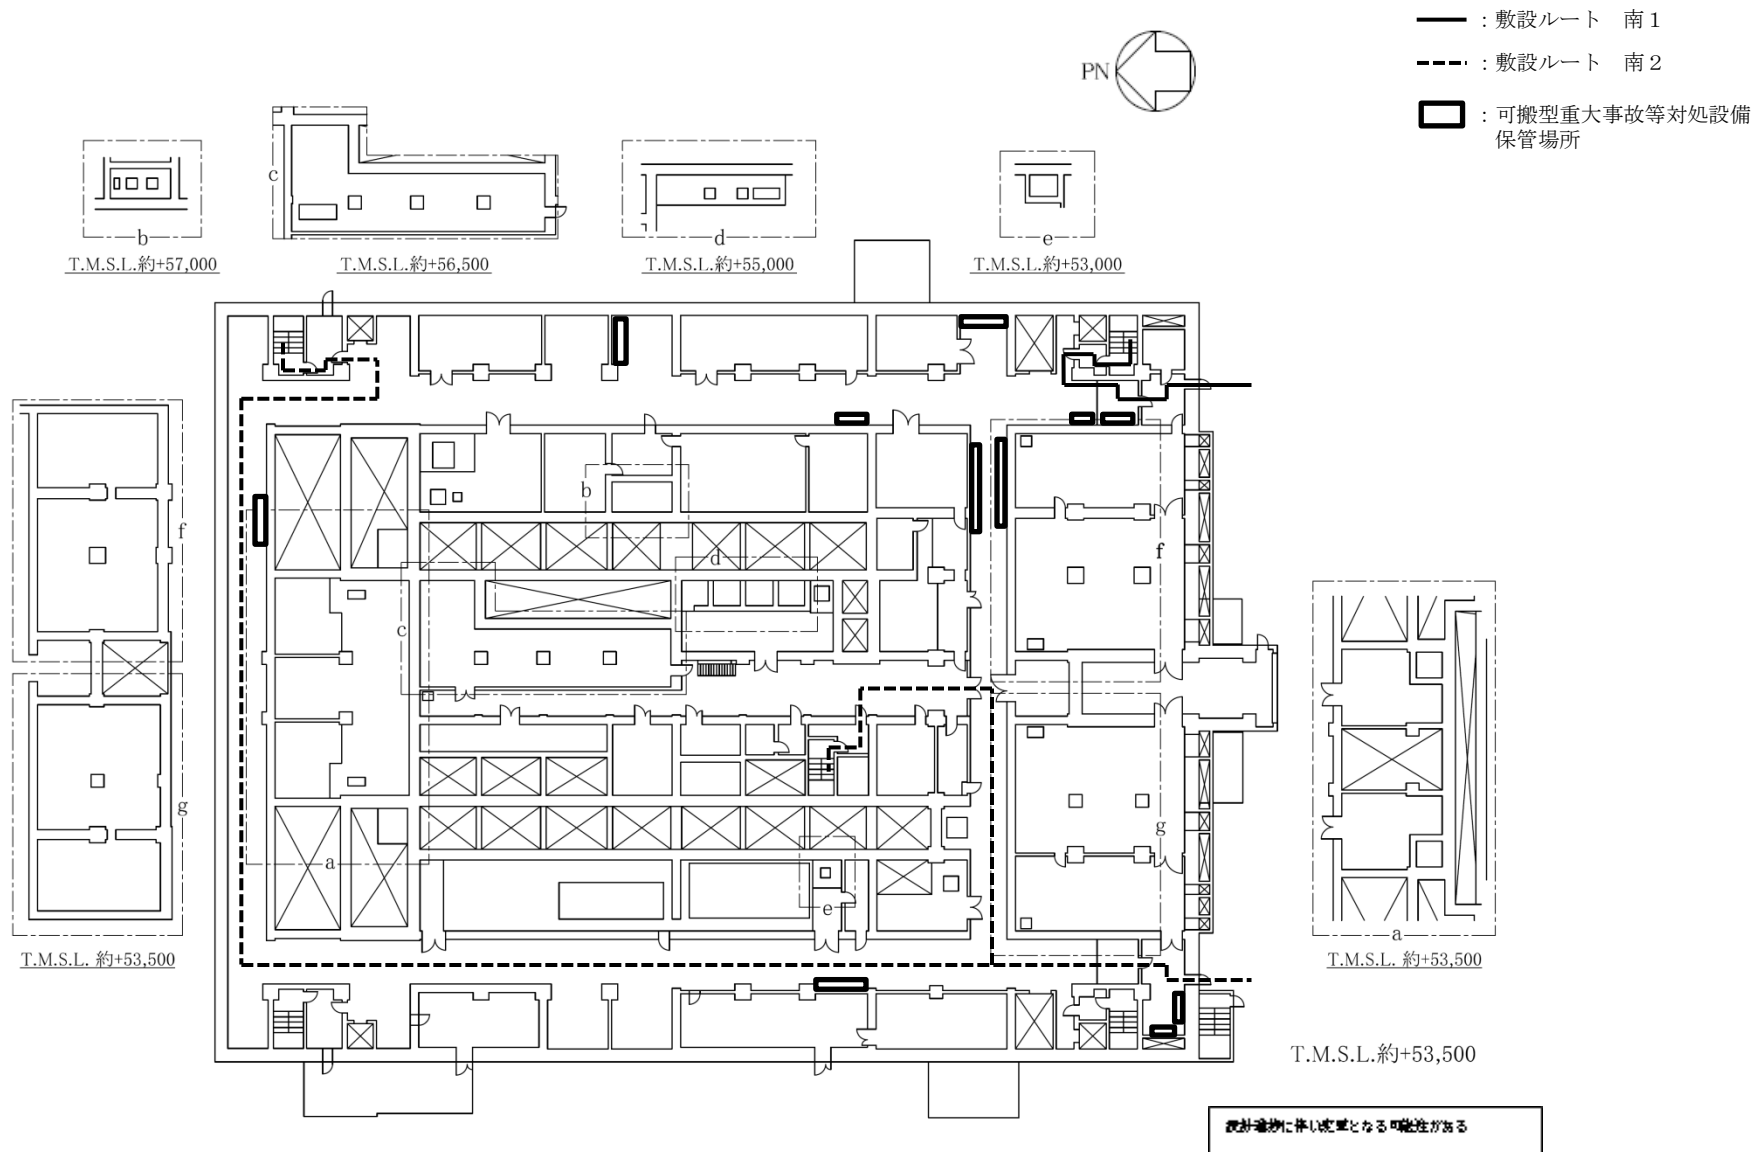 ：敷設ルート　南１
：敷設ルート　南２
：可搬型重大事故等対処設備
保管場所
PN
b
T.M.S.L.約+57,000
c
T.M.S.L.約+56,500
d
T.M.S.L.約+55,000
e
T.M.S.L.約+53,000
f
g
T.M.S.L. 約+53,500
b
d
c
a
e
f
g
a
T.M.S.L. 約+53,500
T.M.S.L.約+53,500
設計進捗に伴い変更となる可能性がある